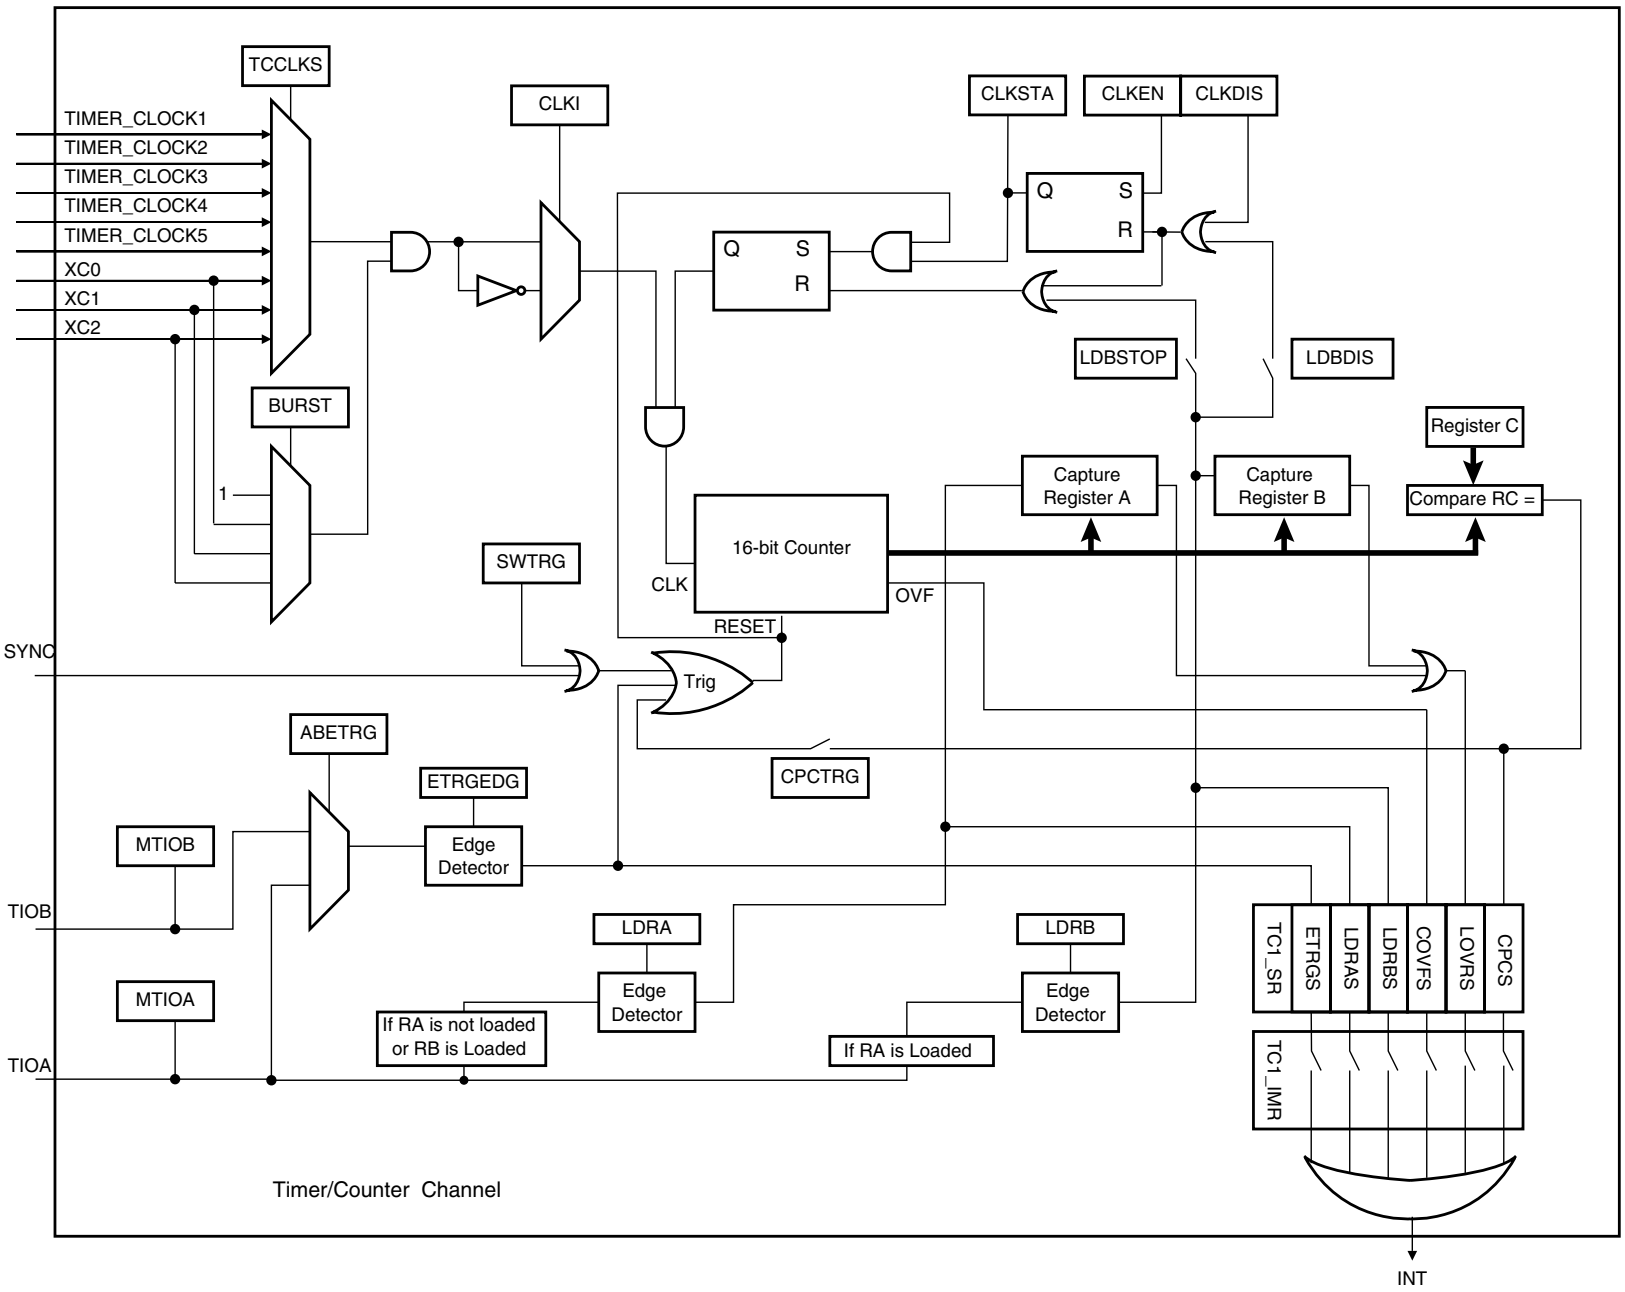 TCCLKS
CLKI
CLKSTA
CLKEN
CLKDIS
TIMER_CLOCK1
TIMER_CLOCK2
TIMER_CLOCK3
TIMER_CLOCK4
TIMER_CLOCK5
XC0
XC1
XC2
Q
S
R
Q
S
R
LDBSTOP
LDBDIS
BURST
1
Register C
Capture
Register A
Capture
Register B
Compare RC =
16-bit Counter
SWTRG
CLK
OVF
RESET
SYNC
Trig
ABETRG
ETRGEDG
CPCTRG
MTIOB
Edge
Detector
TIOB
LDRA
LDRB
MTIOA
Edge
Detector
Edge
Detector
If RA is not loaded
or RB is Loaded
If RA is Loaded
TIOA
TC1_SR
ETRGS
LDRAS
LDRBS
COVFS
LOVRS
CPCS
TC1_IMR
Timer/Counter Channel
INT